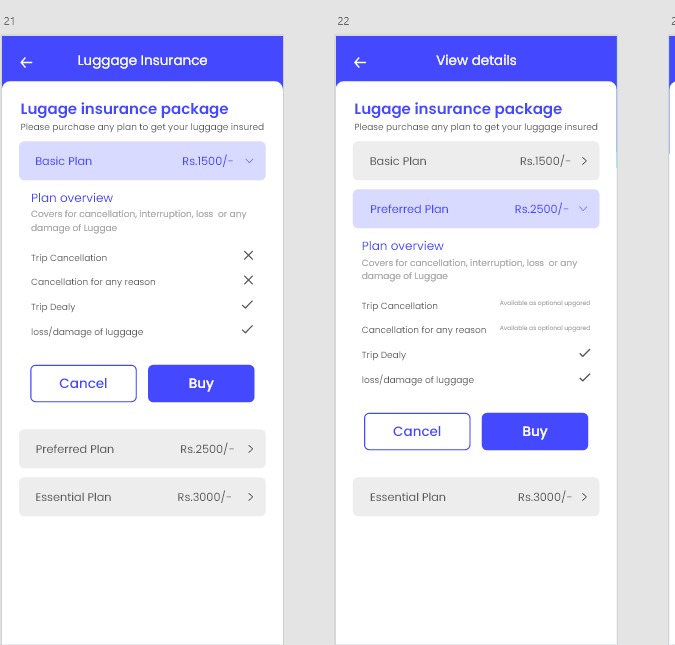 21
Luggage Insurance
Lugage insurance package
Please purchase any plan to get your luggage insured
Basic Plan Rs.1500/-
Plan overview
Covers for cancellation, interruption, loss or any
damage of Luggae
Trip Cancellation
Cancellation for any reason
Trip Dealy
loss/damage of luggage
Cancel Buy
Preferred Plan Rs.2500/-
Essential Plan Rs.3000/-
22
View details
Lugage insurance package
Please purchase any plan to get your luggage insured
Basic Plan Rs.1500/-
Preferred Plan Rs.2500/-
Plan overview
Covers for cancellation, interruption, loss or any
damage of Luggae
Trip Cancellation Available as optional upgared
Cancellation for any reason Available as optional upgared
Trip Dealy
loss/damage of luggage
Cancel Buy
Essential Plan Rs.3000/-